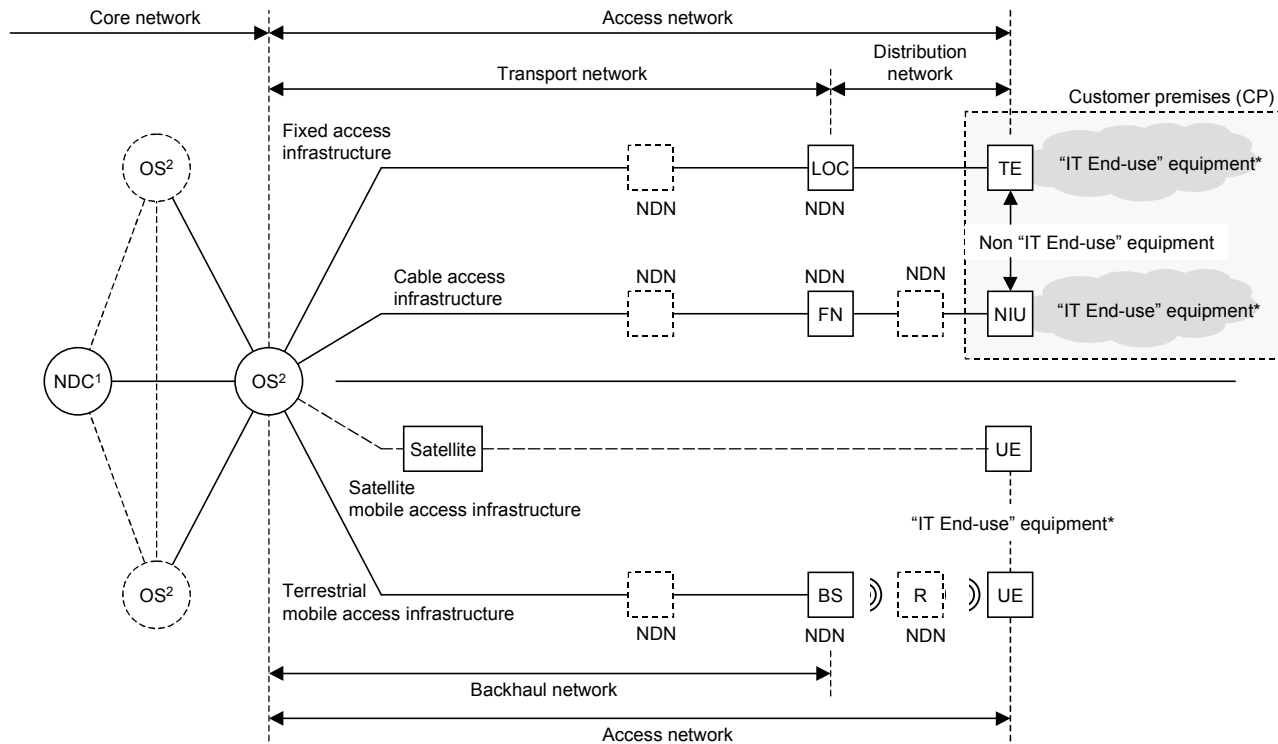 Core network
Access network
Transport network
Distribution
network
Customer premises (CP)
Fixed access
infrastructure
OS²
LOC
TE
"IT End-use" equipment*
NDN
NDN
Non "IT End-use" equipment
Cable access
infrastructure
NDN
NDN
NDN
FN
NIU
"IT End-use" equipment*
NDC¹
OS²
Satellite
UE
Satellite
mobile access infrastructure
"IT End-use" equipment*
OS²
Terrestrial
mobile access infrastructure
BS
R
UE
NDN
NDN
NDN
Backhaul network
Access network